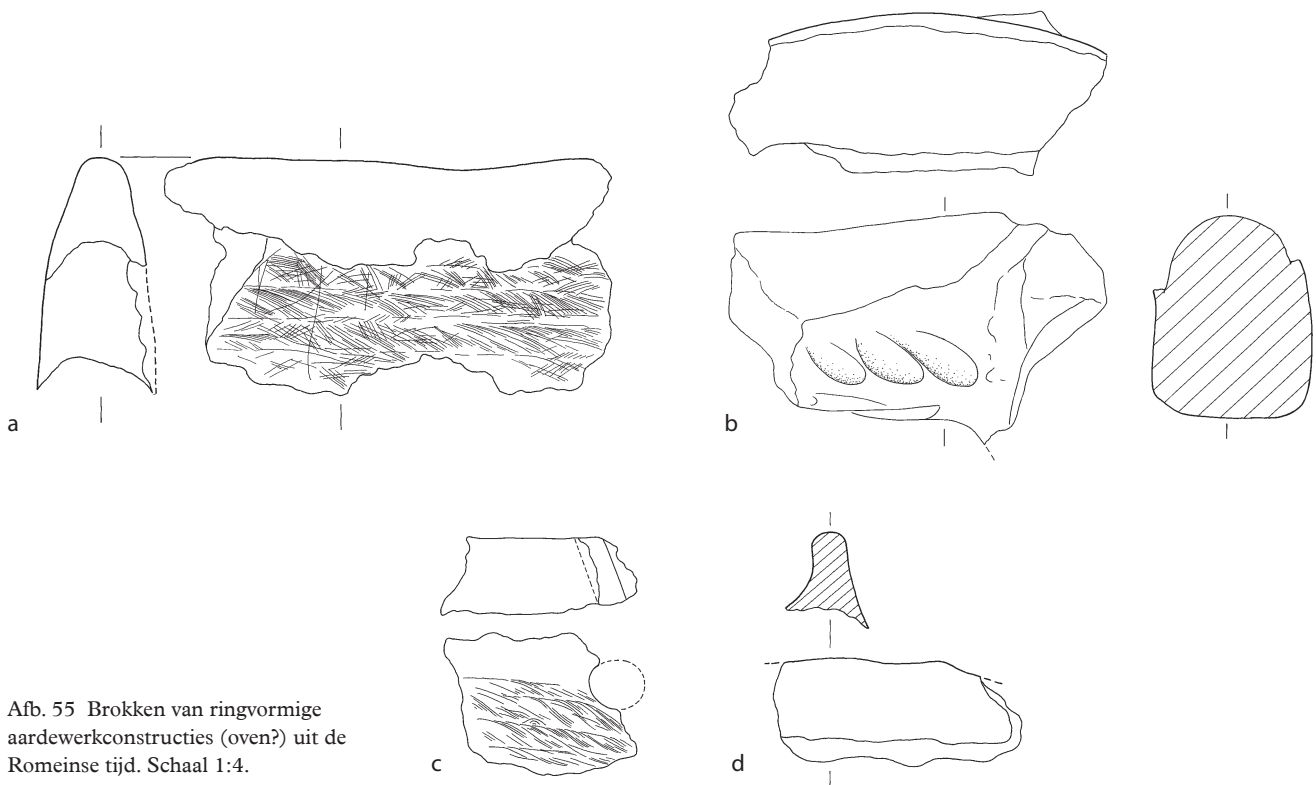 a
b
c
d
Afb. 55 Brokken van ringvormige
aardewerkconstructies (oven?) uit de
Romeinse tijd. Schaal 1:4.